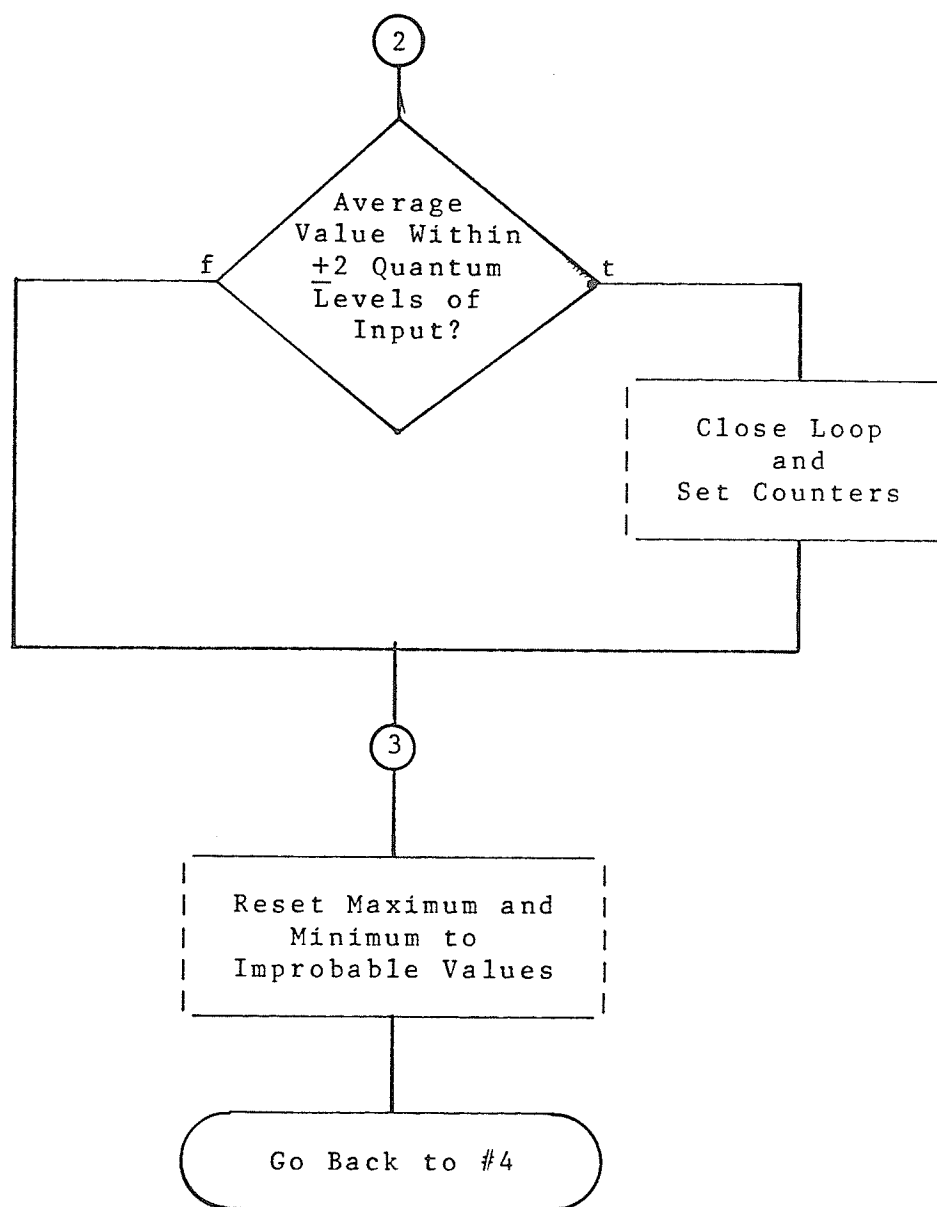 2
Average
Value Within
±2 Quantum
Levels of
Input?
f
t
Close Loop
and
Set Counters
3
Reset Maximum and
Minimum to
Improbable Values
Go Back to #4